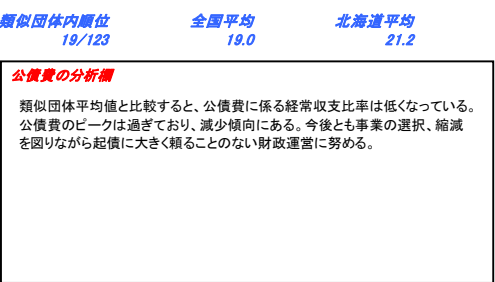 類似団体内順位 全国平均 北海道平均
19/123 19.0 21.2
公債費の分析欄
類似団体平均値と比較すると、公債費に係る経常収支比率は低くなっている。
公債費のピークは過ぎており、減少傾向にある。今後とも事業の選択、縮減
を図りながら起債に大きく頼ることのない財政運営に努める。